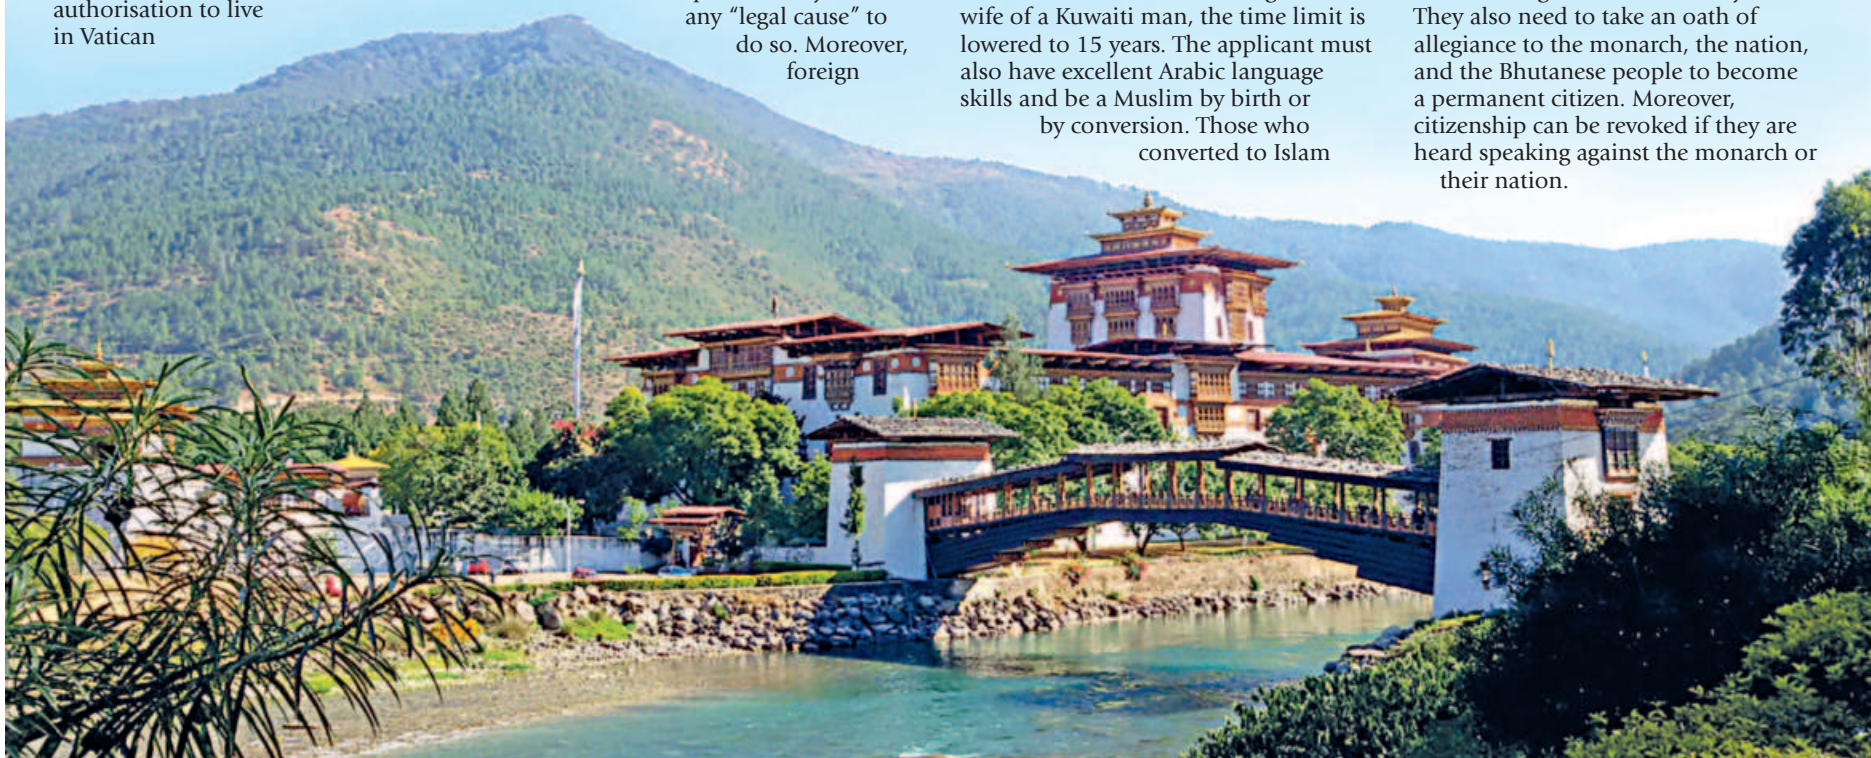 authorisation to live
in Vatican
any “legal cause” to
do so. Moreover,
foreign
wife of a Kuwaiti man, the time limit is
lowered to 15 years. The applicant must
also have excellent Arabic language
skills and be a Muslim by birth or
by conversion. Those who
converted to Islam
They also need to take an oath of
allegiance to the monarch, the nation,
and the Bhutanese people to become
a permanent citizen. Moreover,
citizenship can be revoked if they are
heard speaking against the monarch or
their nation.